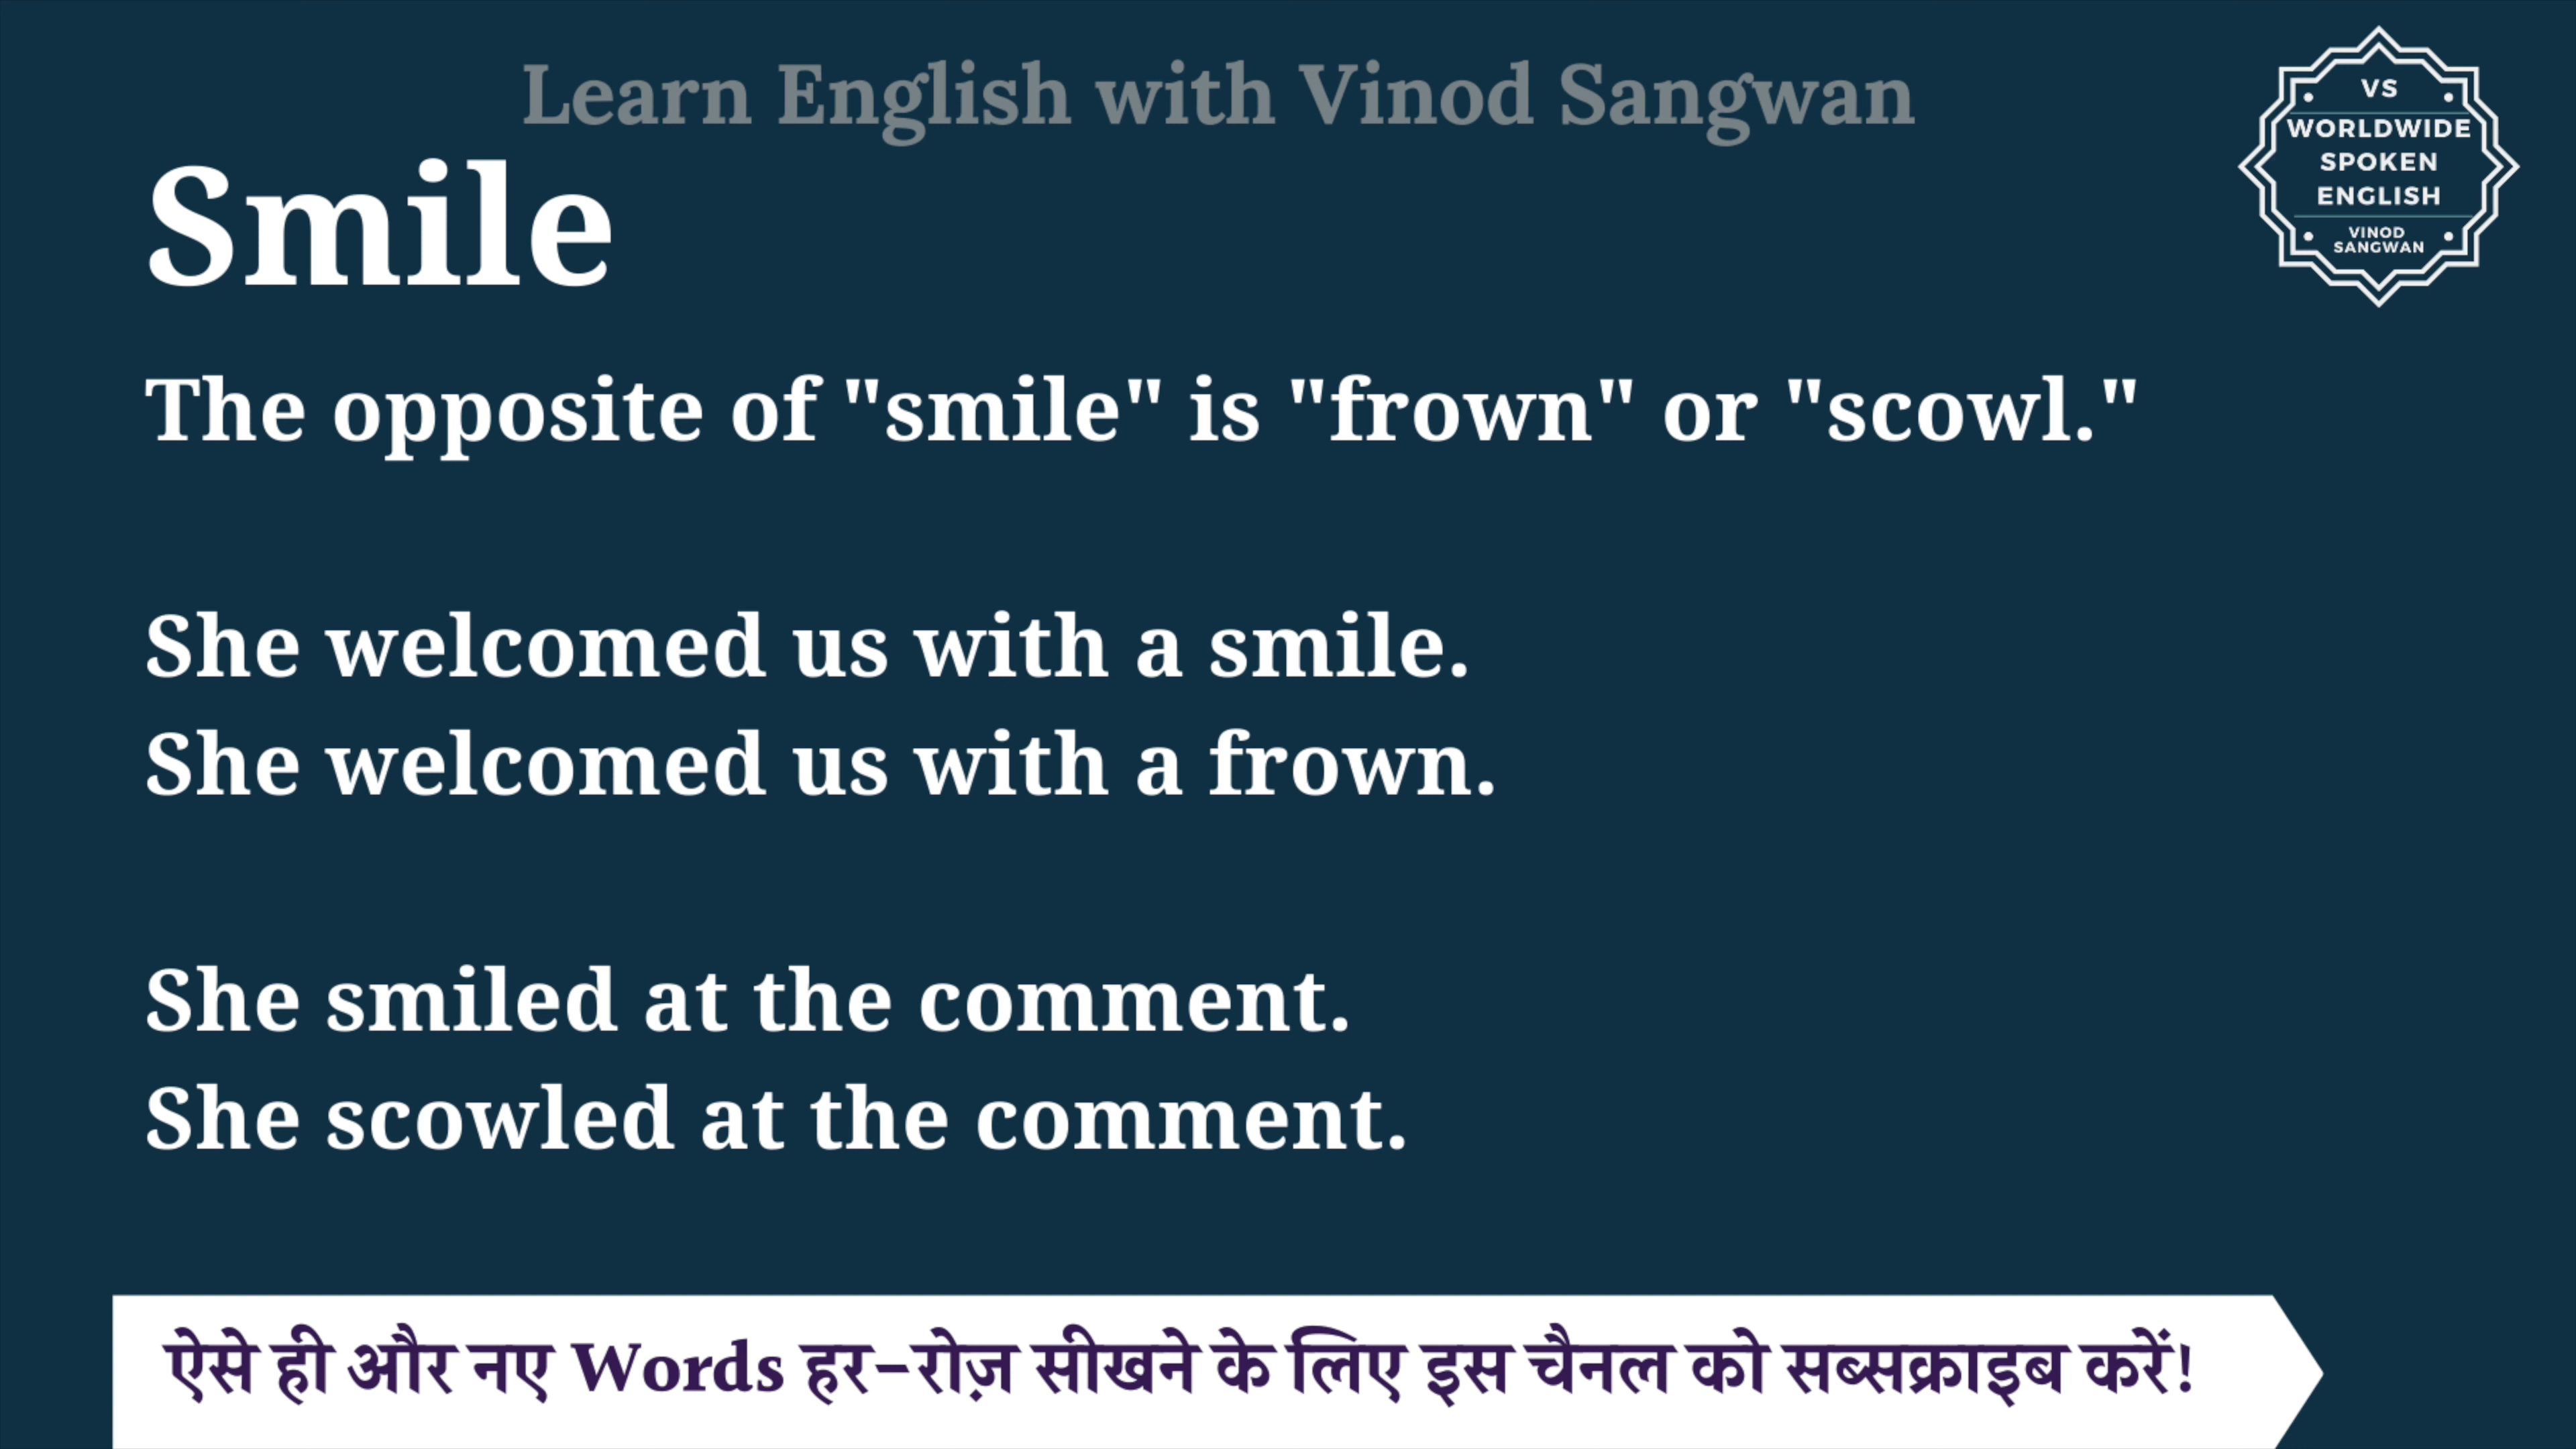 Learn English with Vinod Sangwan
VS
WORLDWIDE
SPOKEN
ENGLISH
VINOD
SANGWAN
Smile
The opposite of "smile" is "frown" or "scowl."
She welcomed us with a smile.
She welcomed us with a frown.
She smiled at the comment.
She scowled at the comment.
ऐसे ही और नए Words हर-रोज़ सीखने के लिए इस चैनल को सब्सक्राइब करें!